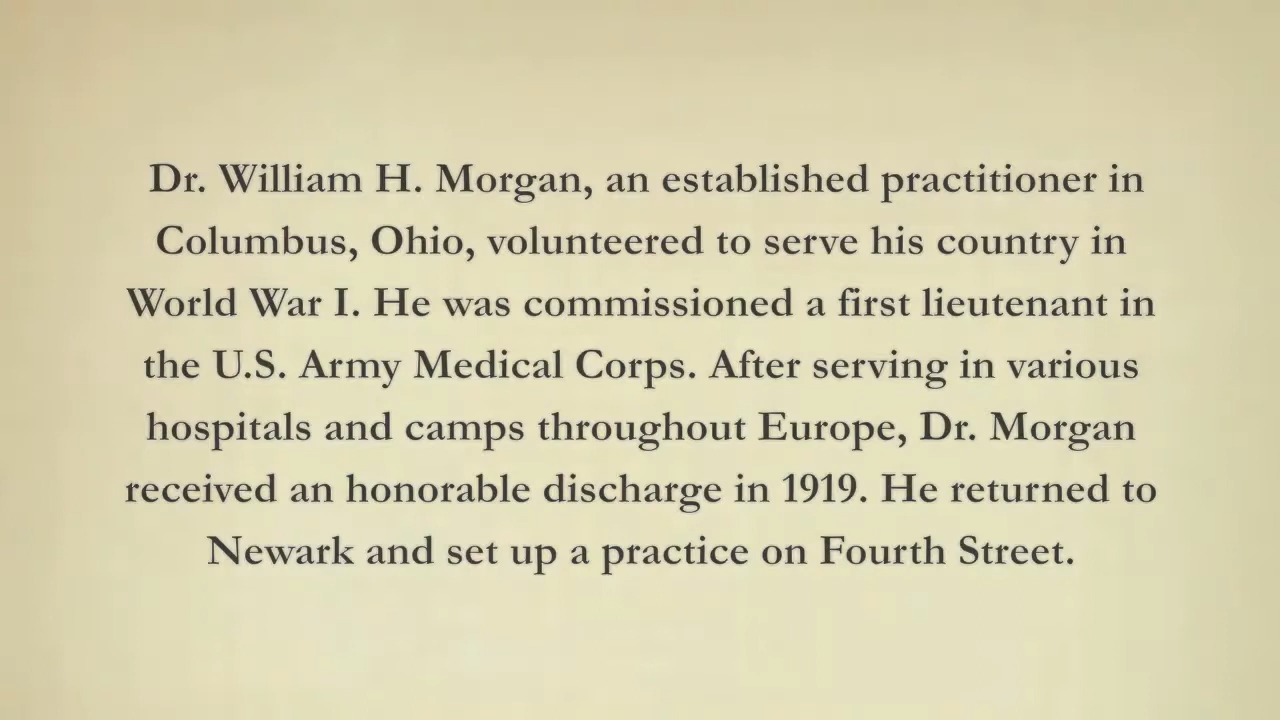 Dr. William H. Morgan, an established practitioner in
Columbus, Ohio, volunteered to serve his country in
World War I. He was commissioned a first lieutenant in
the U.S. Army Medical Corps. After serving in various
hospitals and camps throughout Europe, Dr. Morgan
received an honorable discharge in 1919. He returned to
Newark and set up a practice on Fourth Street.